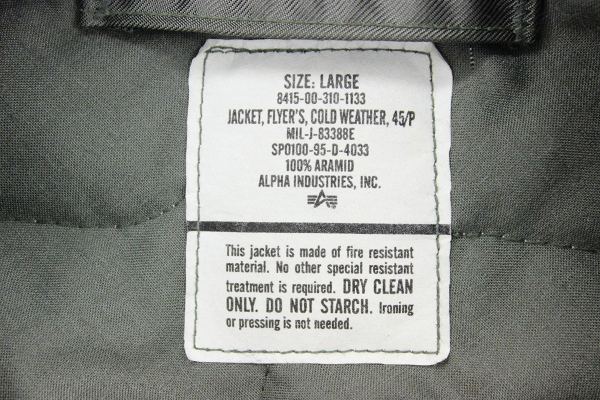 SIZE: LARGE
8415-00-310-1133
JACKET, FLYER'S, COLD WEATHER, 45/P
MIL-J-83388E
SPO100-95-D-4033
100% ARAMID
ALPHA INDUSTRIES, INC.
This jacket is made of fire resistant
material. No other special resistant
treatment is required. DRY CLEAN
ONLY. DO NOT STARCH. Ironing
or pressing is not needed.